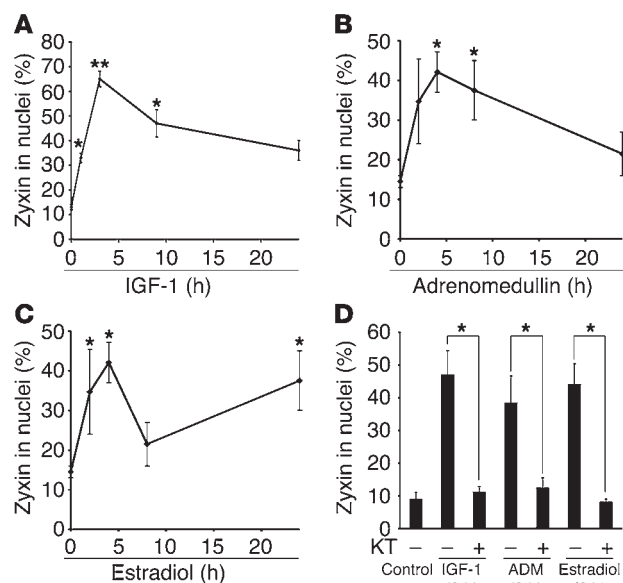 A
Zyxin in nuclei (%)
80
70
60
50
40
30
20
10
0
*
**
*
0 5 10 15 20
IGF-1 (h)
B
Zyxin in nuclei (%)
50
40
30
20
10
0
* *
0 5 10 15 20
Adrenomedullin (h)
C
Zyxin in nuclei (%)
50
40
30
20
10
0
* * *
0 5 10 15 20
Estradiol (h)
D
Zyxin in nuclei (%)
60
50
40
30
20
10
0
* * *
KT − − + − + − +
Control IGF-1 ADM Estradiol